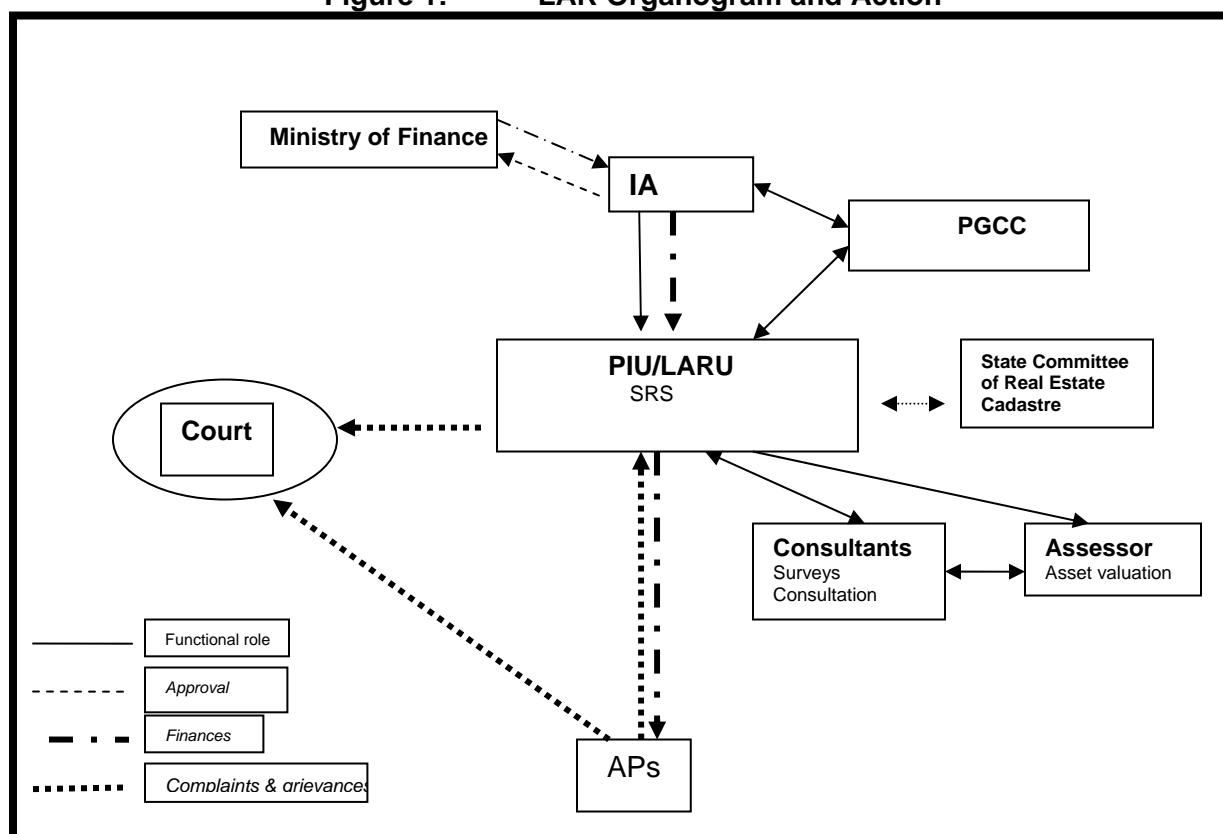 Figure 1. LAR Organogram and Action
Ministry of Finance
IA
PGCC
PIU/LARU
SRS
State Committee
of Real Estate
Cadastre
Court
Consultants
Surveys
Consultation
Assessor
Asset valuation
Functional role
Approval
Finances
Complaints & grievances
APs